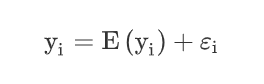 yᵢ = E (yᵢ) + εᵢ